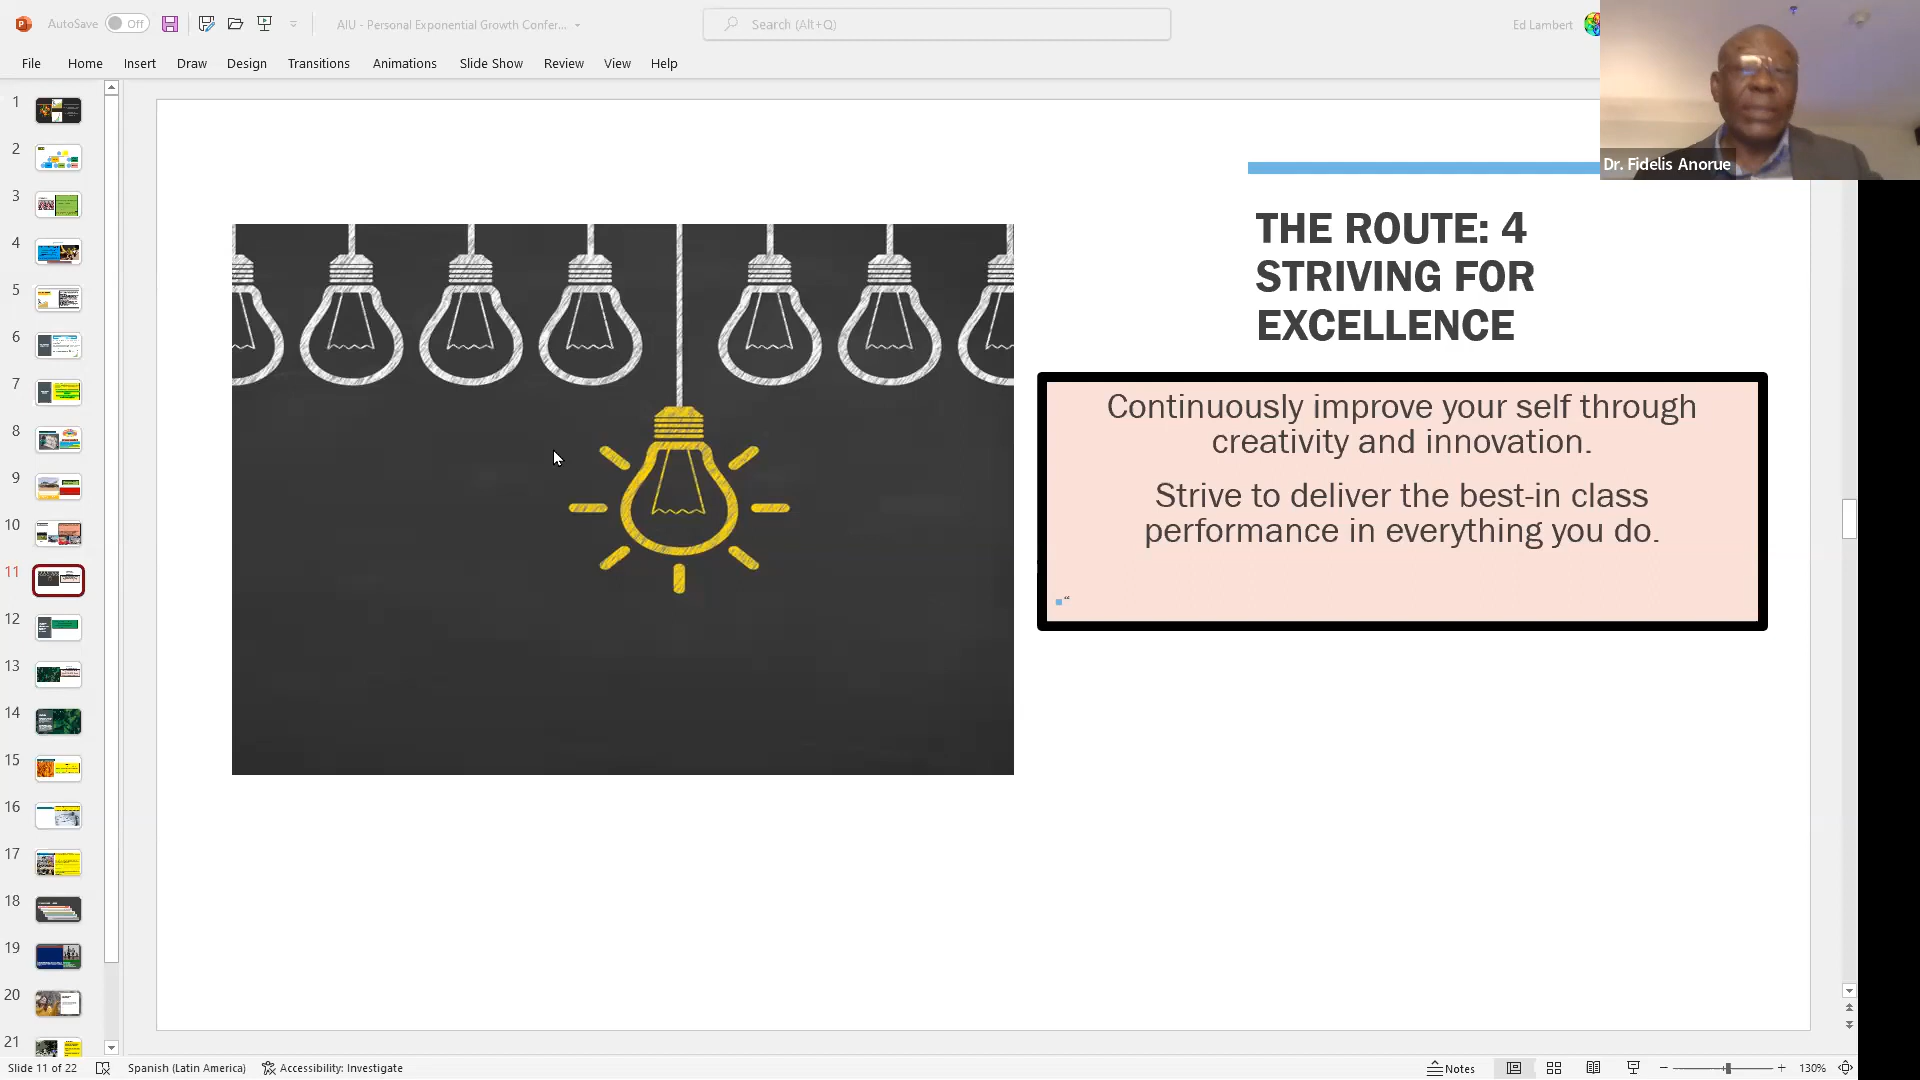 AutoSave Off
AIU - Personal Exponential Growth Confer...
Search (Alt+Q)
Ed Lambert
File Home Insert Draw Design Transitions Animations Slide Show Review View Help
Dr. Fidelis Anorue
1
2
3
4
5
6
7
8
9
10
11
12
13
14
15
16
17
18
19
20
21
THE ROUTE: 4
STRIVING FOR
EXCELLENCE
Continuously improve your self through
creativity and innovation.
Strive to deliver the best-in class
performance in everything you do.
“
Slide 11 of 22 Spanish (Latin America) Accessibility: Investigate Notes 130%